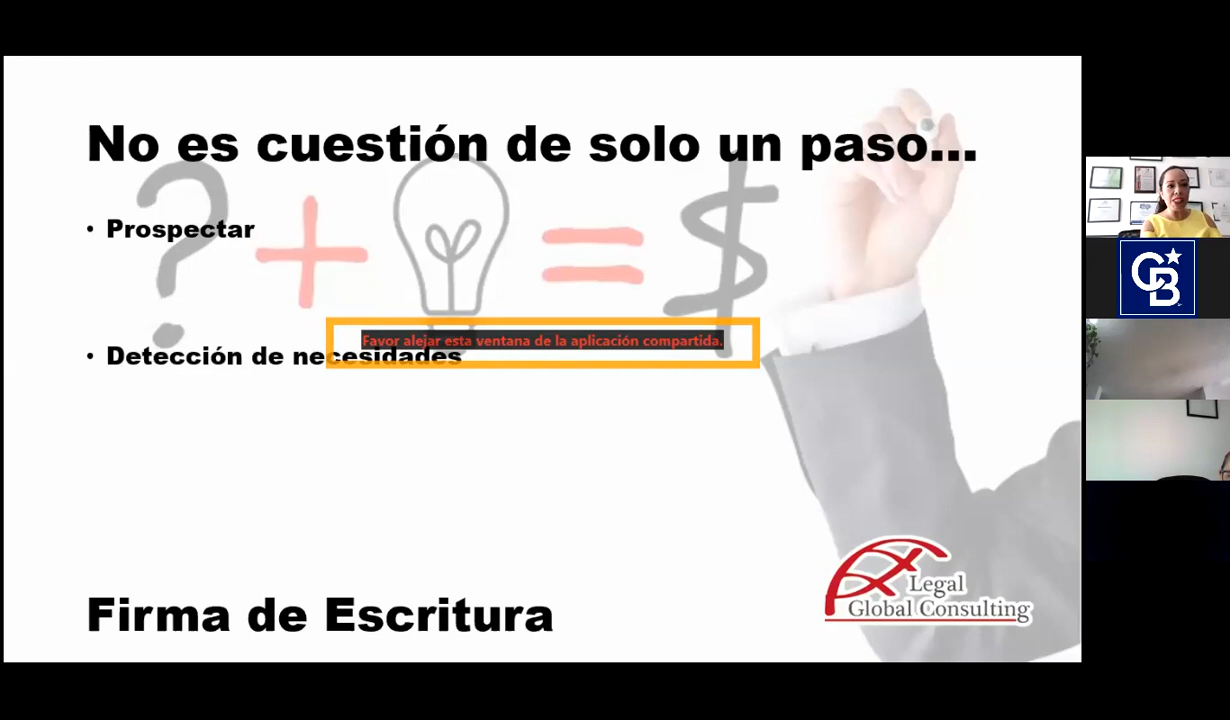 No es cuestión de solo un paso...
• Prospectar
Favor alejar esta ventana de la aplicación compartida.
• Detección de necesidades
Firma de Escritura
Legal
Global Consulting
CB